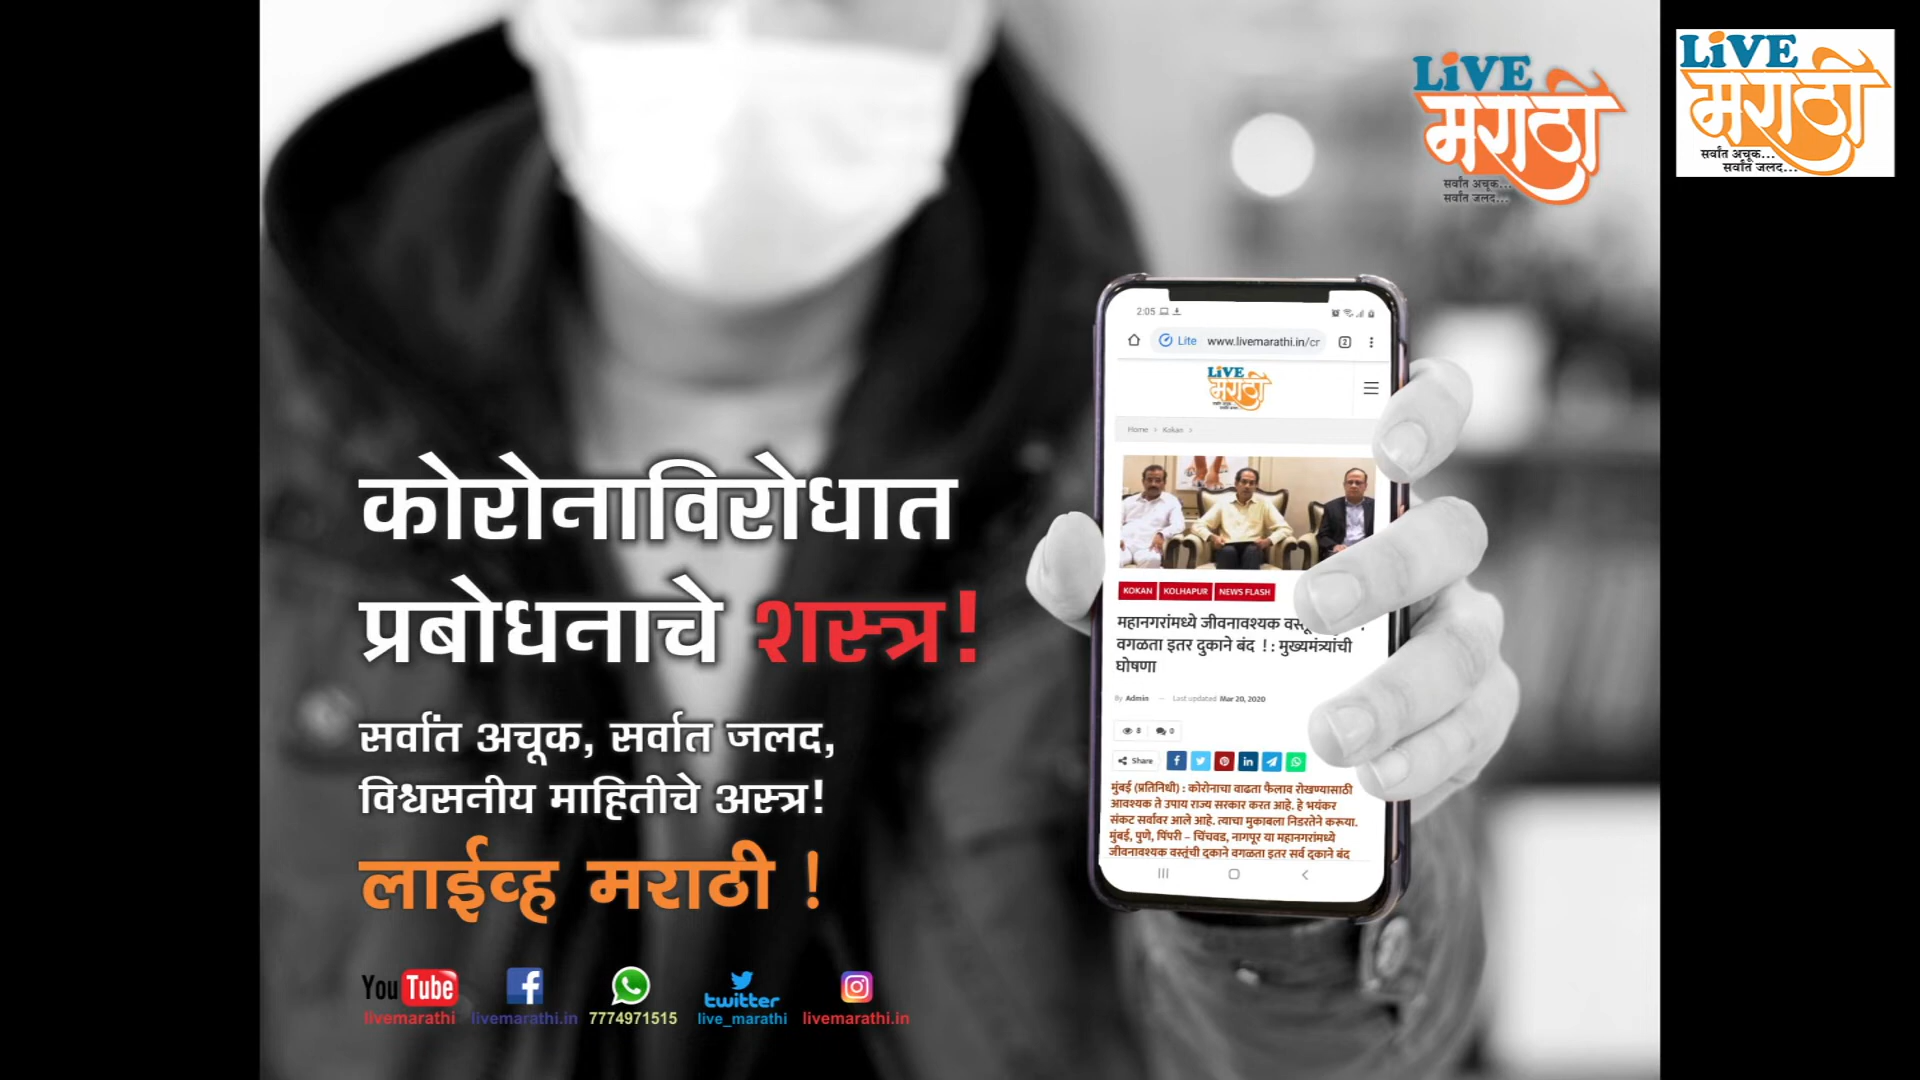 LiVE
मराठी
सर्वांत अचूक...
सर्वांत जलद...
LiVE
मराठी
सर्वांत अचूक...
सर्वांत जलद...
कोरोनाविरोधात
प्रबोधनाचे शस्त्र!
सर्वांत अचूक, सर्वात जलद,
विश्वसनीय माहितीचे अस्त्र!
लाईव्ह मराठी !
YouTube
livemarathi
livemarathi.in
7774971515
twitter
live_marathi
livemarathi.in
2:05
Lite www.livemarathi.in/cr 2
LiVE
मराठी
Home > Kokan >
KOKAN KOLHAPUR NEWS FLASH
महानगरांमध्ये जीवनावश्यक
वगळता इतर दुकाने बंद ! : मुख्यमंत्र्यांची
घोषणा
By Admin — Last updated Mar 20, 2020
8 0
Share
मुंबई (प्रतिनिधी) : कोरोनाचा वाढता फैलाव रोखण्यासाठी
आवश्यक ते उपाय राज्य सरकार करत आहे. हे भयंकर
संकट सर्वांवर आले आहे. त्याचा मुकाबला निडरतेने करूया.
मुंबई, पुणे, पिंपरी – चिंचवड, नागपूर या महानगरांमध्ये
जीवनावश्यक वस्तूंची दुकाने वगळता इतर सर्व दुकाने बंद